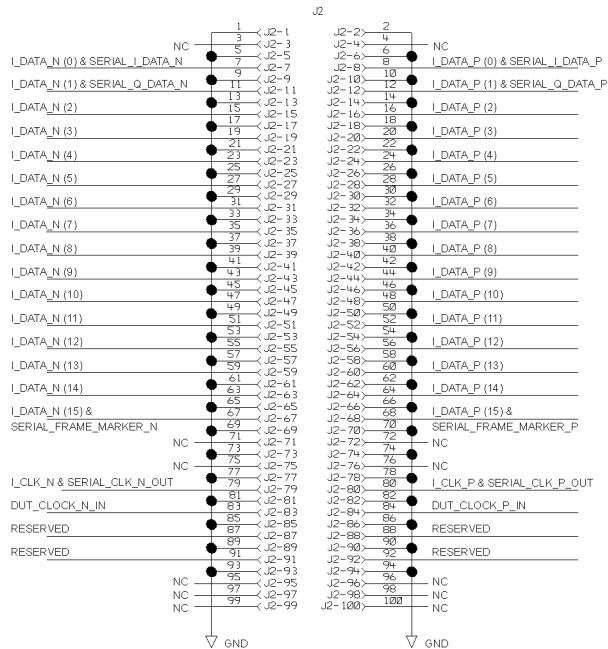 J2
1 J2-1 J2-2 2
NC 3 J2-3 J2-4 4 NC
5 J2-5 J2-6 6
I_DATA_N (0) & SERIAL_I_DATA_N 7 J2-7 J2-8 8 I_DATA_P (0) & SERIAL_I_DATA_P
9 J2-9 J2-10 10
I_DATA_N (1) & SERIAL_Q_DATA_N 11 J2-11 J2-12 12 I_DATA_P (1) & SERIAL_Q_DATA_P
13 J2-13 J2-14 14
I_DATA_N (2) 15 J2-15 J2-16 16 I_DATA_P (2)
17 J2-17 J2-18 18
I_DATA_N (3) 19 J2-19 J2-20 20 I_DATA_P (3)
21 J2-21 J2-22 22
I_DATA_N (4) 23 J2-23 J2-24 24 I_DATA_P (4)
25 J2-25 J2-26 26
I_DATA_N (5) 27 J2-27 J2-28 28 I_DATA_P (5)
29 J2-29 J2-30 30
I_DATA_N (6) 31 J2-31 J2-32 32 I_DATA_P (6)
33 J2-33 J2-34 34
I_DATA_N (7) 35 J2-35 J2-36 36 I_DATA_P (7)
37 J2-37 J2-38 38
I_DATA_N (8) 39 J2-39 J2-40 40 I_DATA_P (8)
41 J2-41 J2-42 42
I_DATA_N (9) 43 J2-43 J2-44 44 I_DATA_P (9)
45 J2-45 J2-46 46
I_DATA_N (10) 47 J2-47 J2-48 48 I_DATA_P (10)
49 J2-49 J2-50 50
I_DATA_N (11) 51 J2-51 J2-52 52 I_DATA_P (11)
53 J2-53 J2-54 54
I_DATA_N (12) 55 J2-55 J2-56 56 I_DATA_P (12)
57 J2-57 J2-58 58
I_DATA_N (13) 59 J2-59 J2-60 60 I_DATA_P (13)
61 J2-61 J2-62 62
I_DATA_N (14) 63 J2-63 J2-64 64 I_DATA_P (14)
65 J2-65 J2-66 66
I_DATA_N (15) & 67 J2-67 J2-68 68 I_DATA_P (15) &
SERIAL_FRAME_MARKER_N 69 J2-69 J2-70 70 SERIAL_FRAME_MARKER_P
NC 71 J2-71 J2-72 72 NC
73 J2-73 J2-74 74
NC 75 J2-75 J2-76 76 NC
77 J2-77 J2-78 78
I_CLK_N & SERIAL_CLK_N_OUT 79 J2-79 J2-80 80 I_CLK_P & SERIAL_CLK_P_OUT
81 J2-81 J2-82 82
DUT_CLOCK_N_IN 83 J2-83 J2-84 84 DUT_CLOCK_P_IN
85 J2-85 J2-86 86
RESERVED 87 J2-87 J2-88 88 RESERVED
89 J2-89 J2-90 90
RESERVED 91 J2-91 J2-92 92 RESERVED
93 J2-93 J2-94 94
NC 95 J2-95 J2-96 96 NC
NC 97 J2-97 J2-98 98 NC
NC 99 J2-99 J2-100 100 NC
GND GND